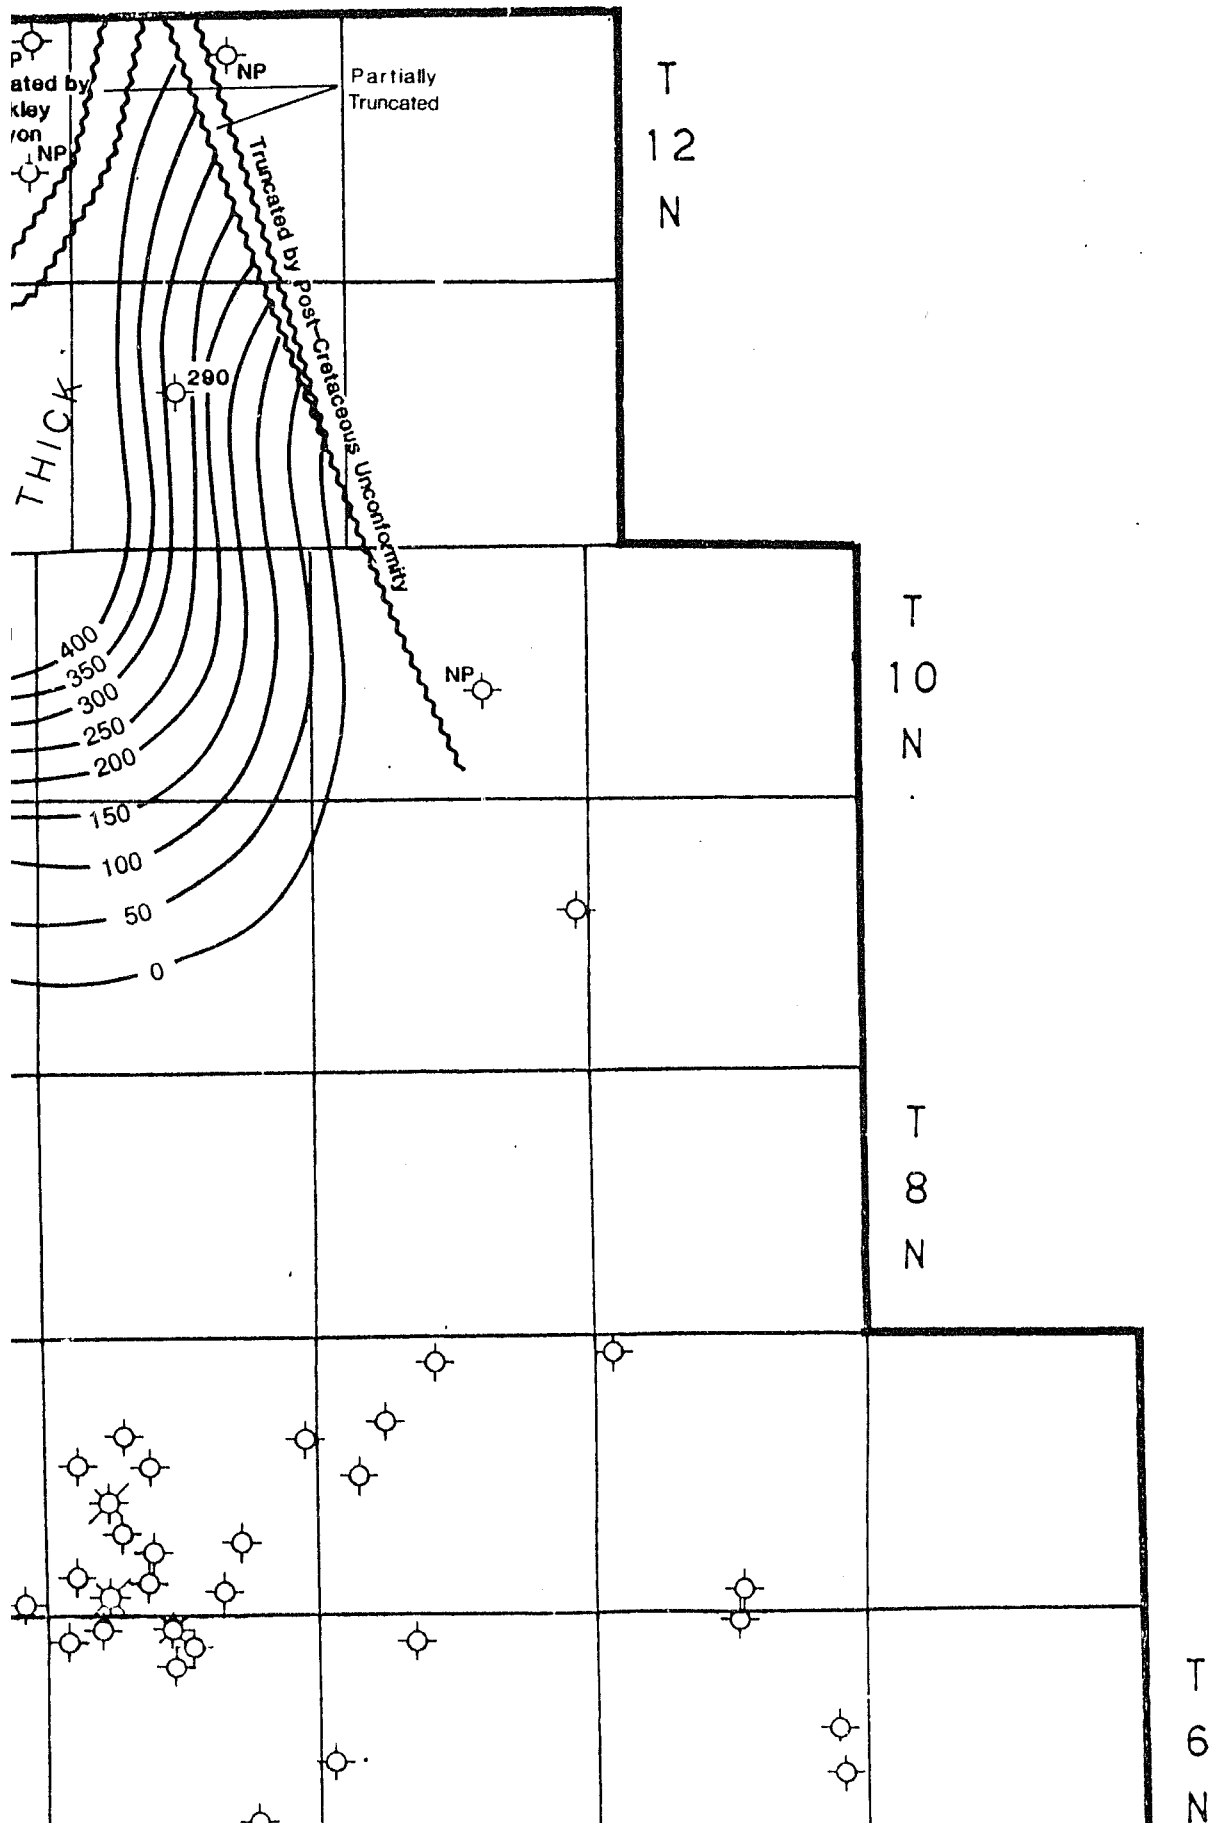 P
NP
ated by
kley
yon
NP
Partially
Truncated
Truncated by Post-Cretaceous Unconformity
T
12
N
THICK
290
T
10
N
NP
400
350
300
250
200
150
100
50
0
T
8
N
T
6
N